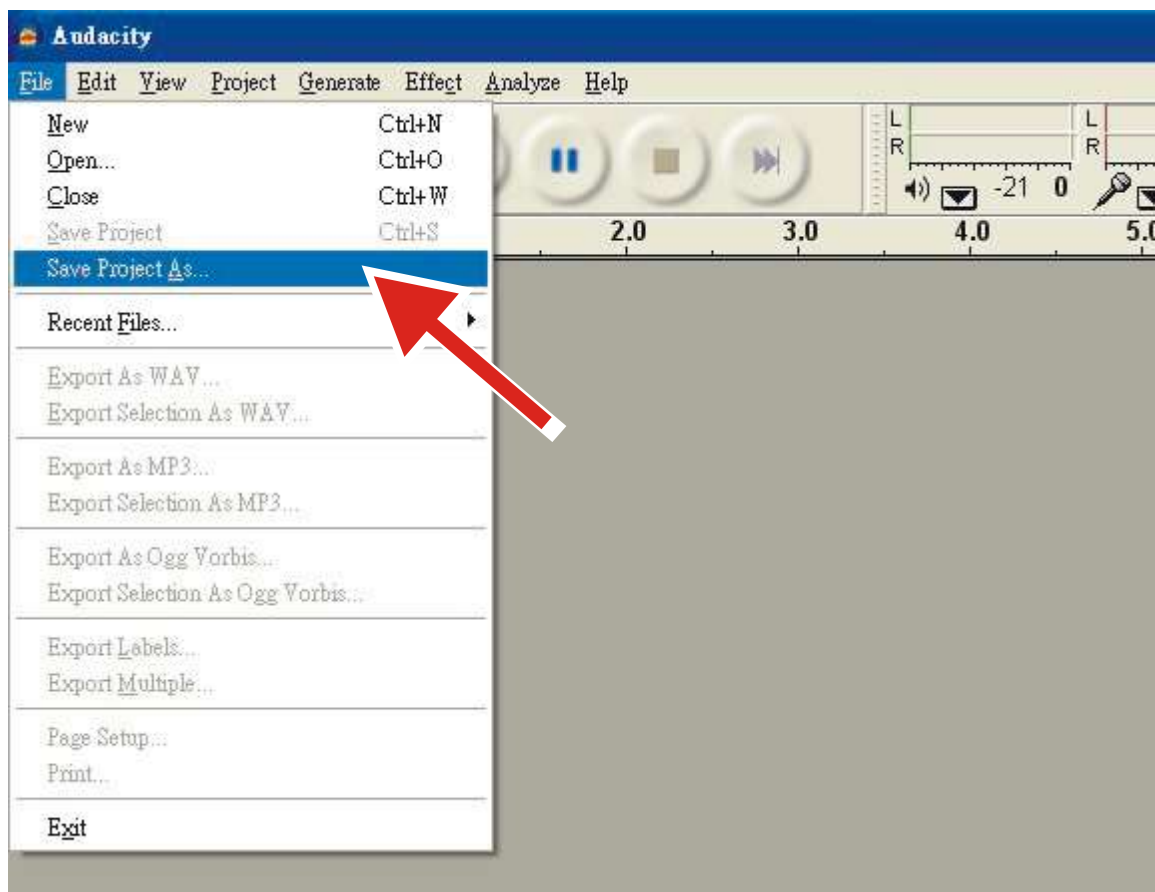 Audacity
File Edit View Project Generate Effect Analyze Help
New Ctrl+N
Open... Ctrl+O
Close Ctrl+W
Save Project Ctrl+S
Save Project As...
Recent Files...
Export As WAV...
Export Selection As WAV...
Export As MP3...
Export Selection As MP3...
Export As Ogg Vorbis...
Export Selection As Ogg Vorbis...
Export Labels...
Export Multiple...
Page Setup...
Print...
Exit
L L
R R
-21 0
2.0 3.0 4.0 5.0